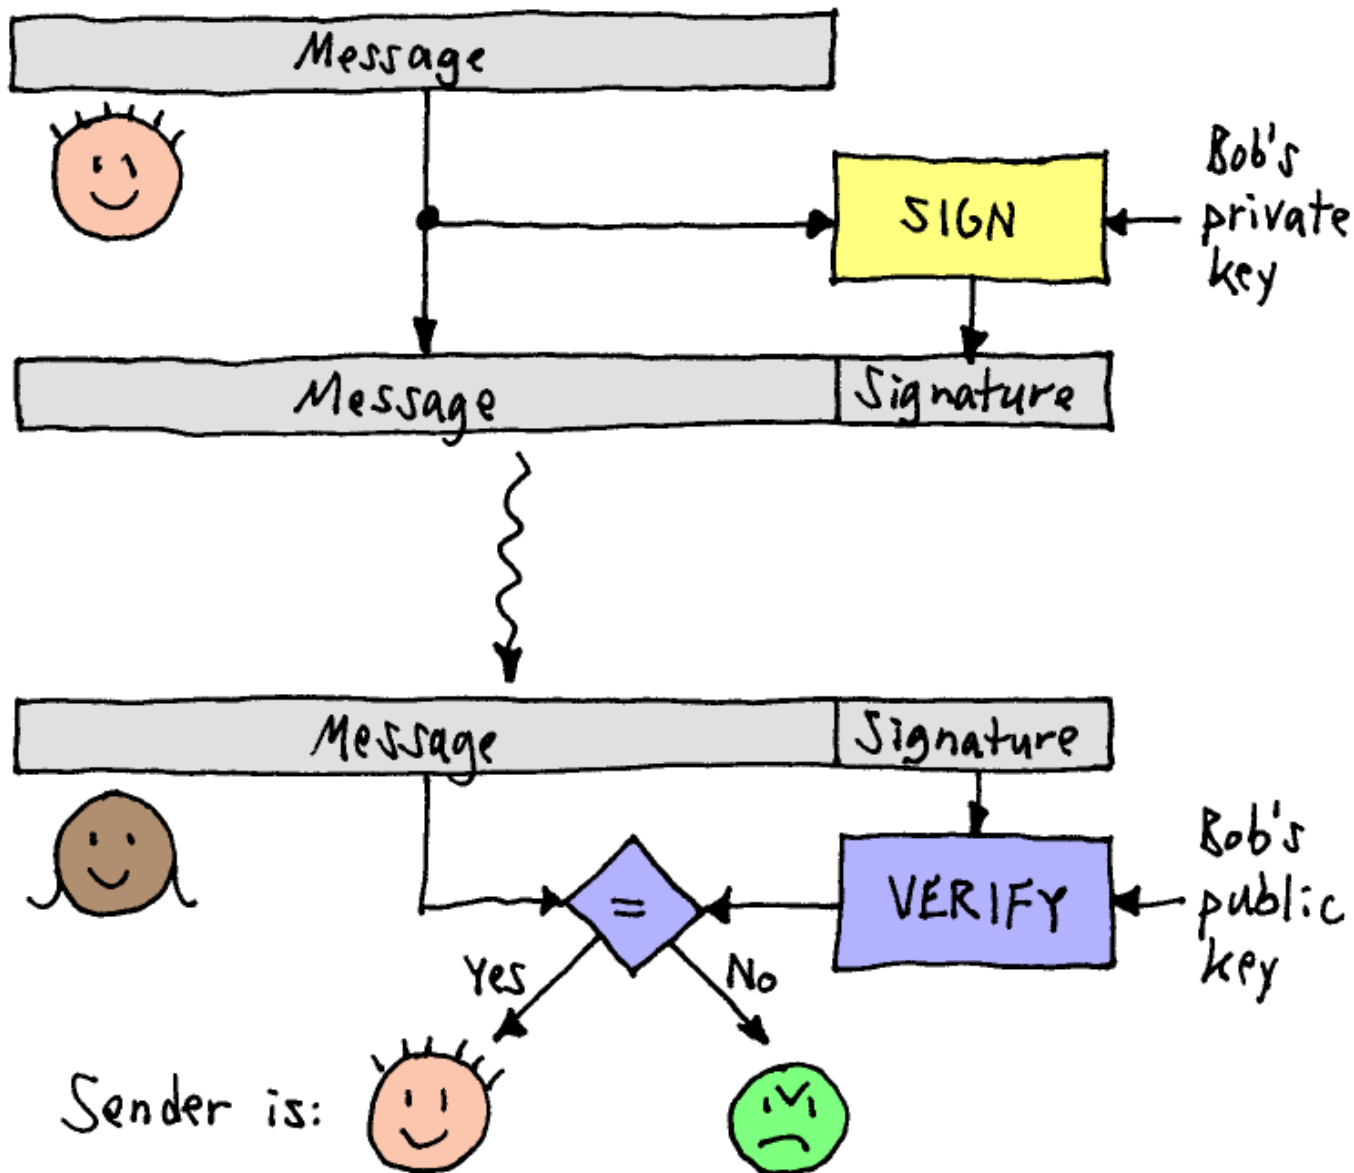 Message
SIGN
Bob's
private
key
Message
Signature
Message
Signature
=
VERIFY
Bob's
public
key
Yes
No
Sender is: